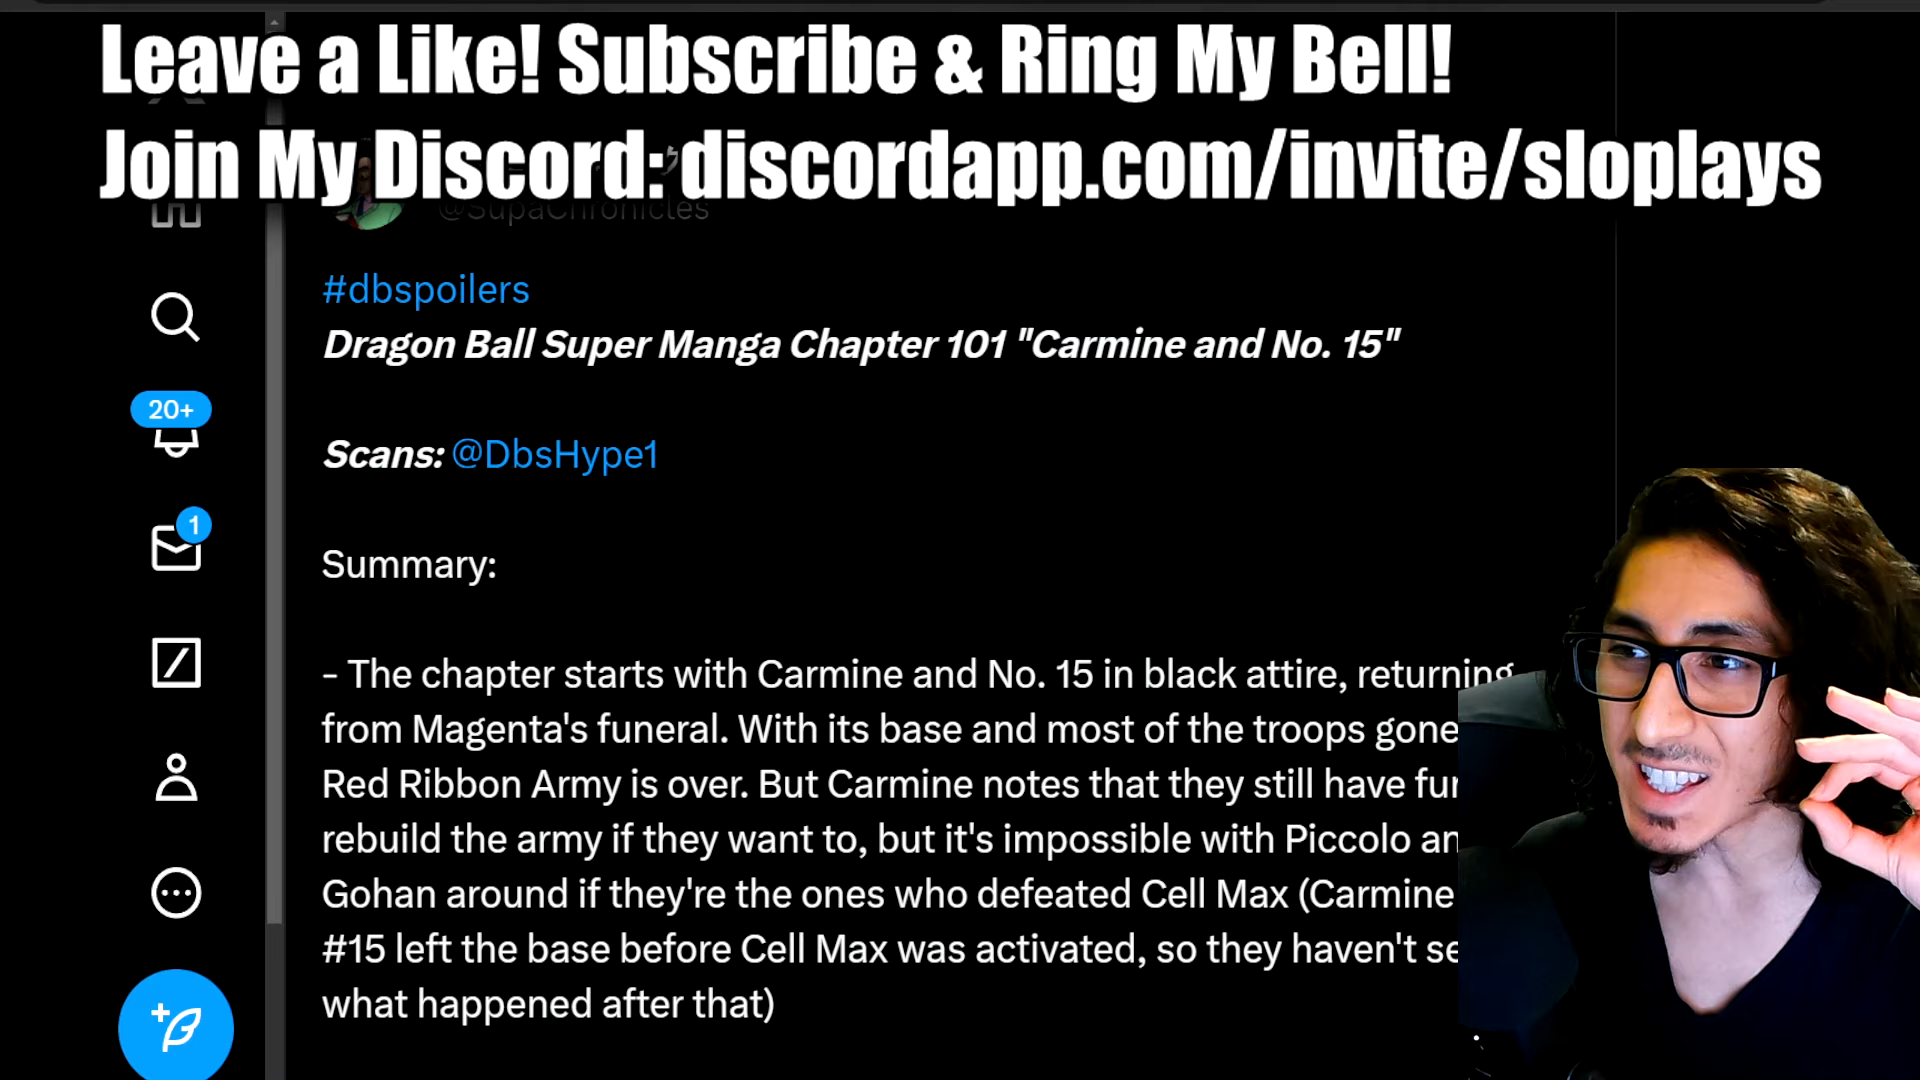 Leave a Like! Subscribe & Ring My Bell!
Join My Discord: discordapp.com/invite/sloplays
@SupaChronicles
#dbspoilers
Dragon Ball Super Manga Chapter 101 "Carmine and No. 15"
20+
Scans: @DbsHype1
1
Summary:
- The chapter starts with Carmine and No. 15 in black attire, returning
from Magenta's funeral. With its base and most of the troops gone
Red Ribbon Army is over. But Carmine notes that they still have
rebuild the army if they want to, but it's impossible with Piccolo
Gohan around if they're the ones who defeated Cell Max (Carmine
#15 left the base before Cell Max was activated, so they haven't
what happened after that)